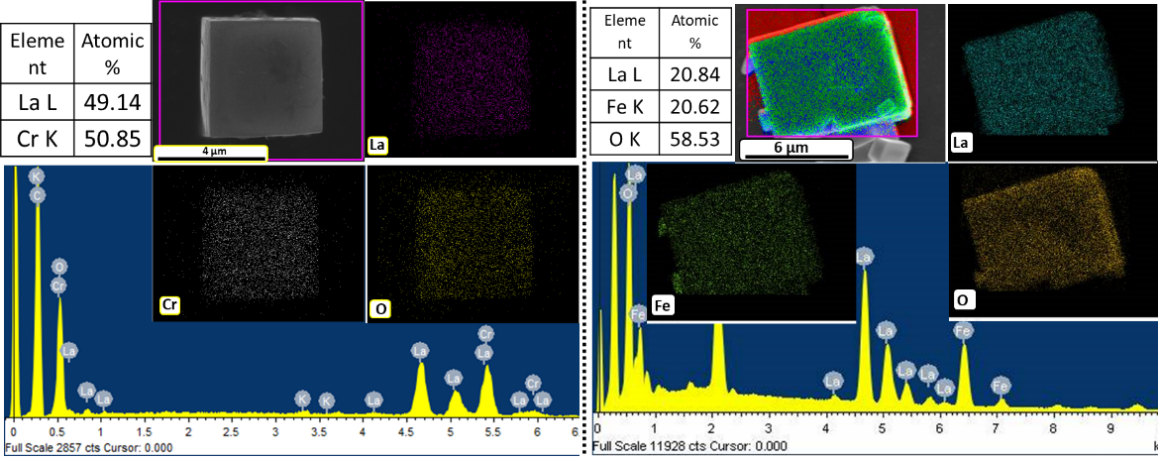 Eleme
nt
Atomic
%
La L
49.14
Cr K
50.85
4 μm
La
Cr
O
K
C
O
Cr
La
La
La
K
K
La
La
La
Cr
La
Cr
La
La
0 0.5 1 1.5 2 2.5 3 3.5 4 4.5 5 5.5 6 6.5
Full Scale 2857 cts Cursor: 0.000
Eleme
nt
Atomic
%
La L
20.84
Fe K
20.62
O K
58.53
6 μm
La
Fe
O
La
O
Fe
La
La
La
La
La
La
Fe
Fe
0 1 2 3 4 5 6 7 8 9
Full Scale 11928 cts Cursor: 0.000